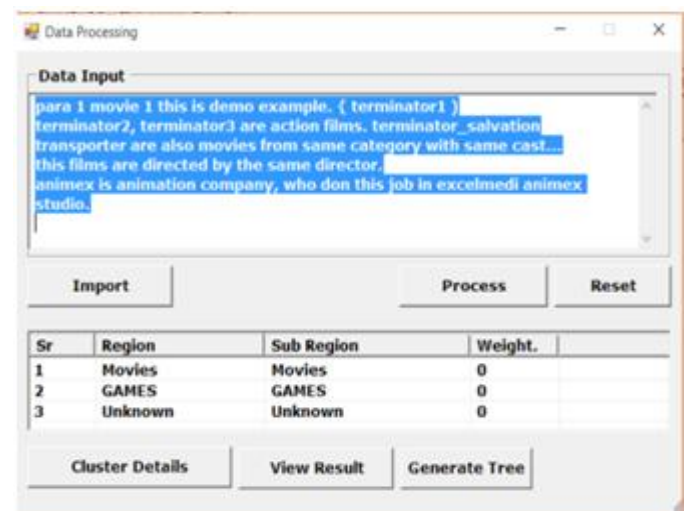 Data Processing
Data Input
para 1 movie 1 this is demo example. { terminator1 }
terminator2, terminator3 are action films. terminator_salvation
transporter are also movies from same category with same cast...
this films are directed by the same director.
animex is animation company, who don this job in excelmedi animex
studio.
Import Process Reset
Sr Region Sub Region Weight.
1 Movies Movies 0
2 GAMES GAMES 0
3 Unknown Unknown 0
Cluster Details View Result Generate Tree